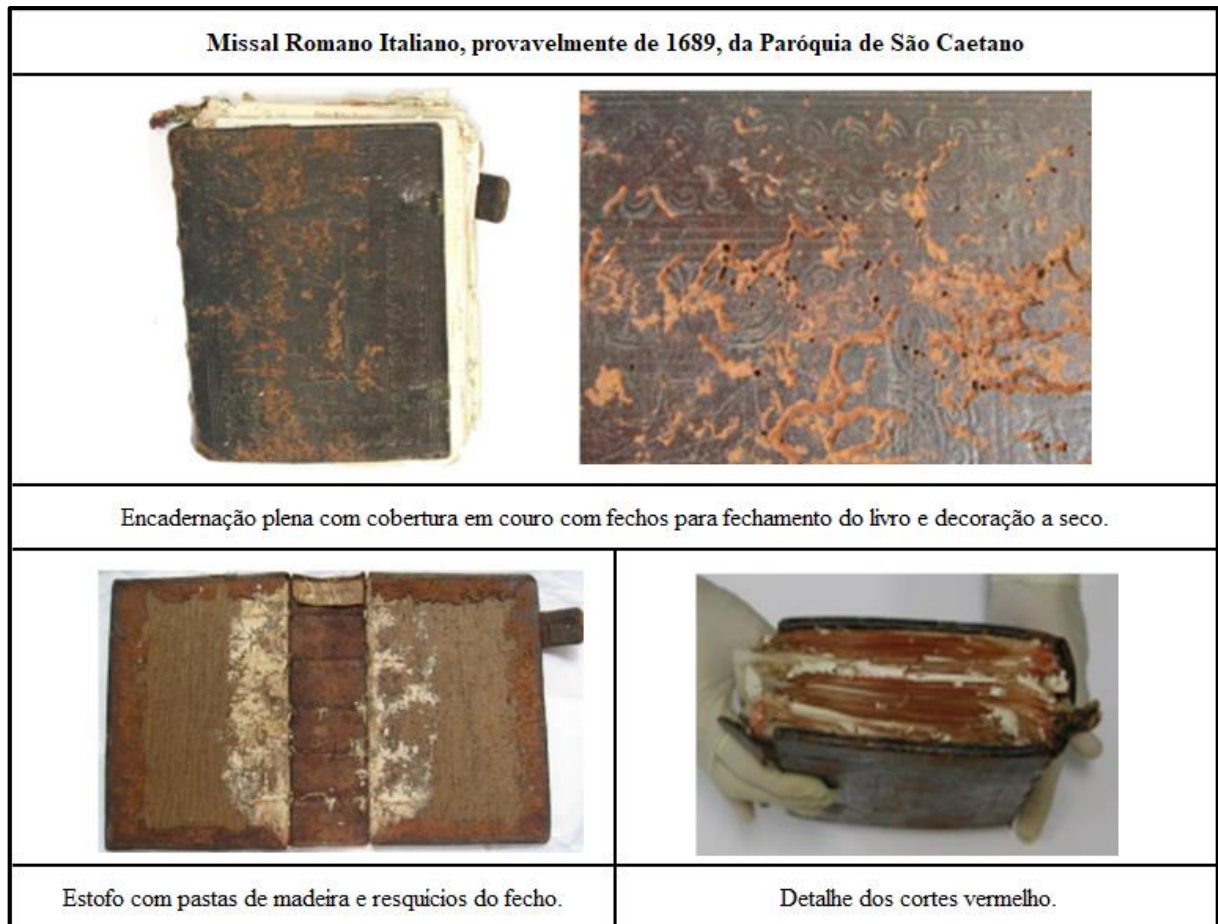 Missal Romano Italiano, provavelmente de 1689, da Paróquia de São Caetano
Encadernação plena com cobertura em couro com fechos para fechamento do livro e decoração a seco.
Estofo com pastas de madeira e resquícios do fecho.
Detalhe dos cortes vermelho.